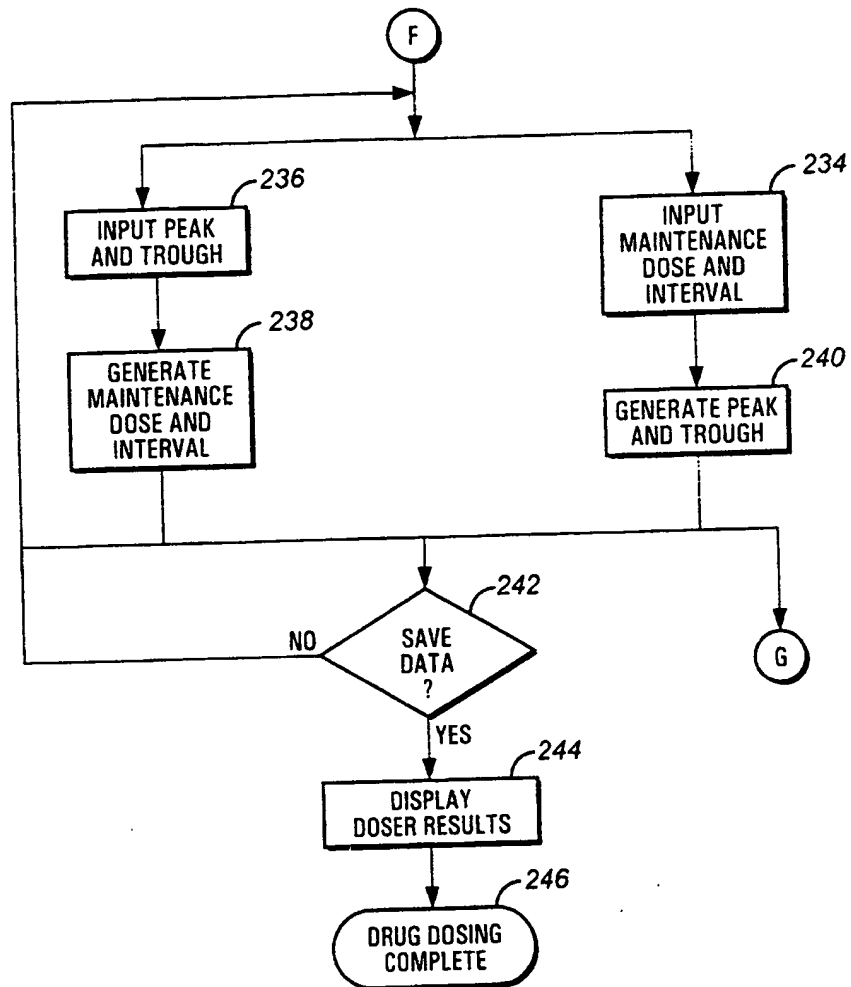 F
236
INPUT PEAK
AND TROUGH
234
INPUT
MAINTENANCE
DOSE AND
INTERVAL
238
GENERATE
MAINTENANCE
DOSE AND
INTERVAL
240
GENERATE PEAK
AND TROUGH
242
SAVE
DATA
?
NO
YES
G
244
DISPLAY
DOSER RESULTS
246
DRUG DOSING
COMPLETE